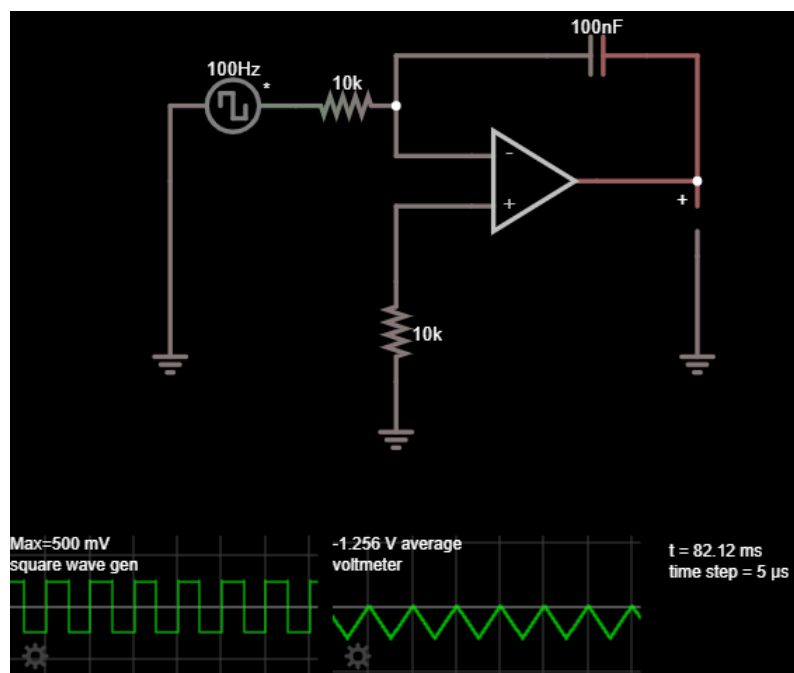 100nF
100Hz
*
10k
-
+
+
10k
Max=500 mV
square wave gen
-1.256 V average
voltmeter
t = 82.12 ms
time step = 5 µs